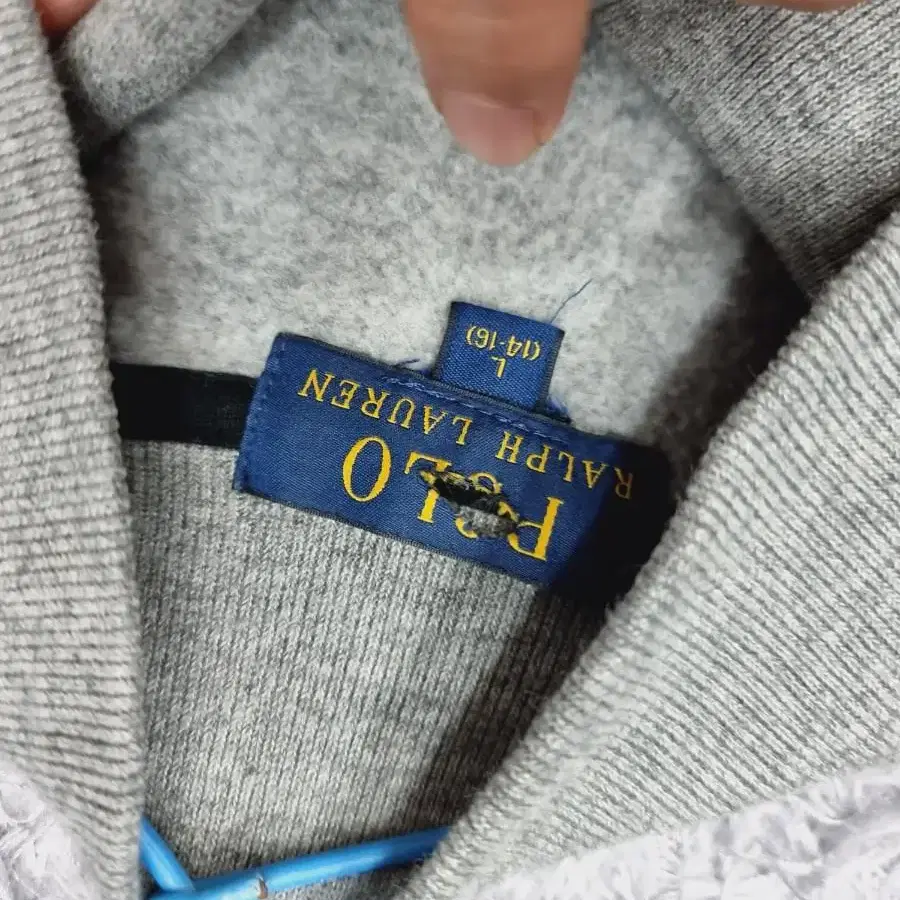 POLO
RALPH LAUREN
L
(14-16)